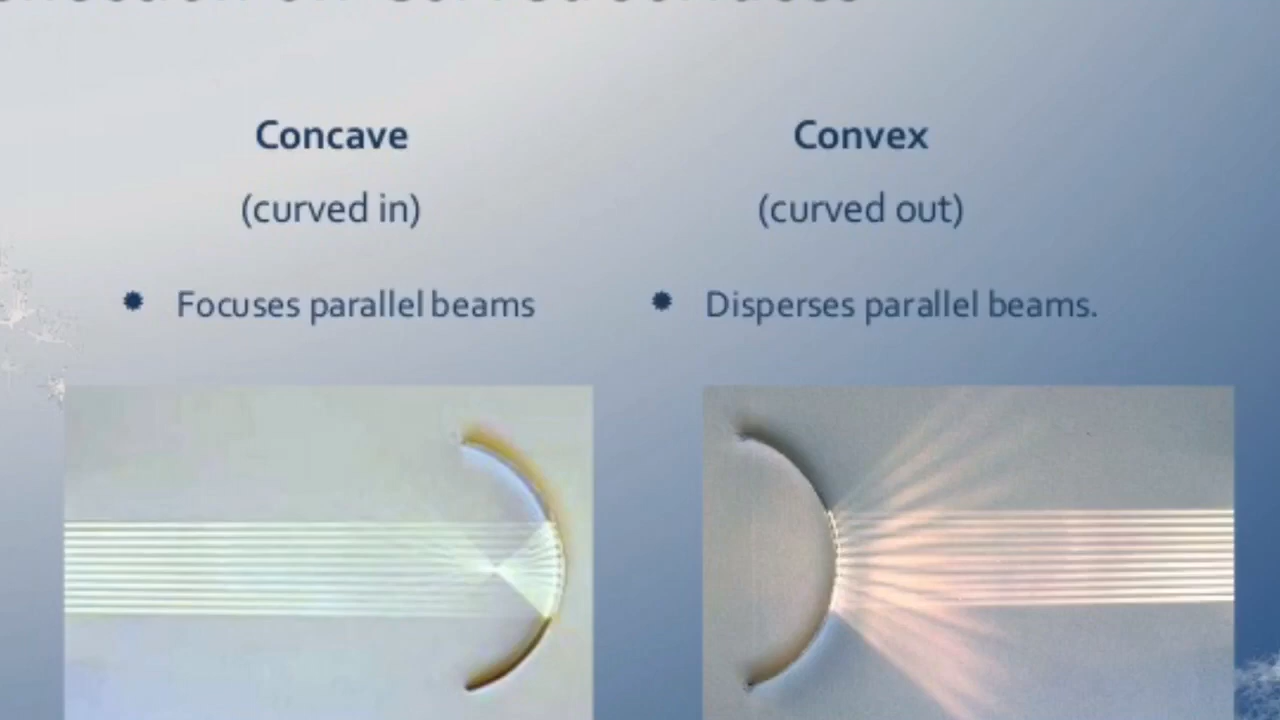 Concave
(curved in)
Focuses parallel beams
Convex
(curved out)
Disperses parallel beams.